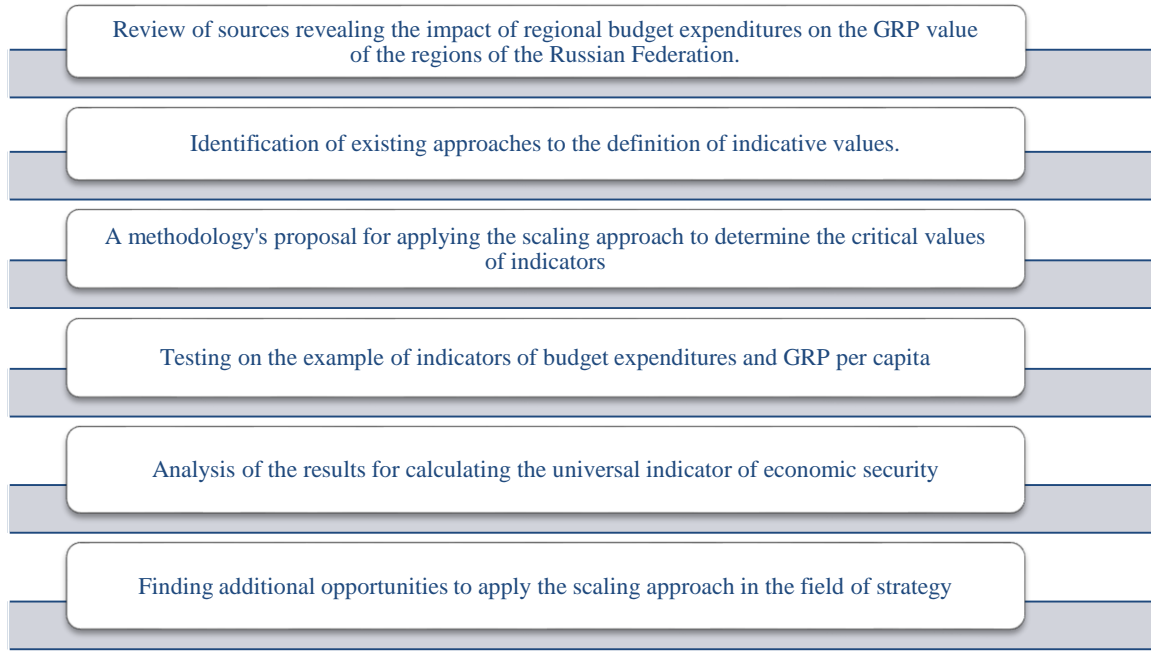 Review of sources revealing the impact of regional budget expenditures on the GRP value
of the regions of the Russian Federation.
Identification of existing approaches to the definition of indicative values.
A methodology's proposal for applying the scaling approach to determine the critical values
of indicators
Testing on the example of indicators of budget expenditures and GRP per capita
Analysis of the results for calculating the universal indicator of economic security
Finding additional opportunities to apply the scaling approach in the field of strategy